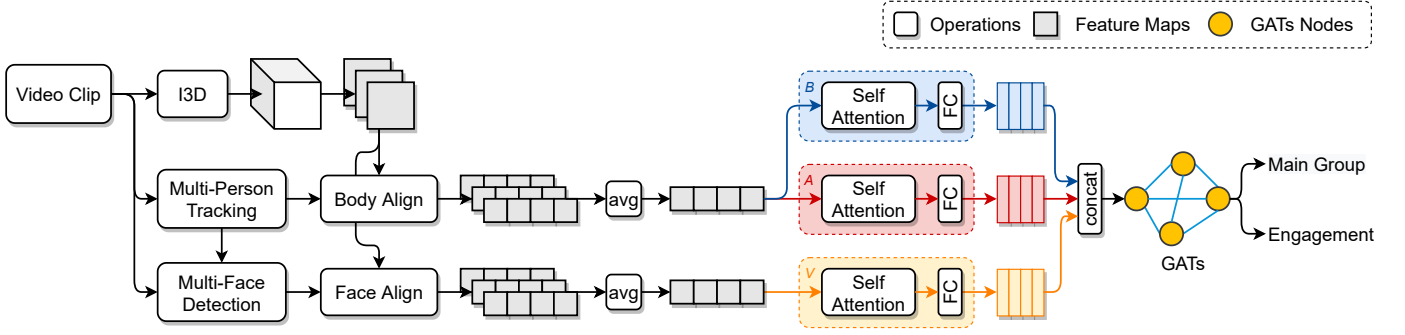 Operations Feature Maps GATs Nodes
Video Clip
I3D
Multi-Person
Tracking
Body Align
avg
Multi-Face
Detection
Face Align
avg
B
Self
Attention
FC
A
Self
Attention
FC
V
Self
Attention
FC
concat
GATs
Main Group
Engagement